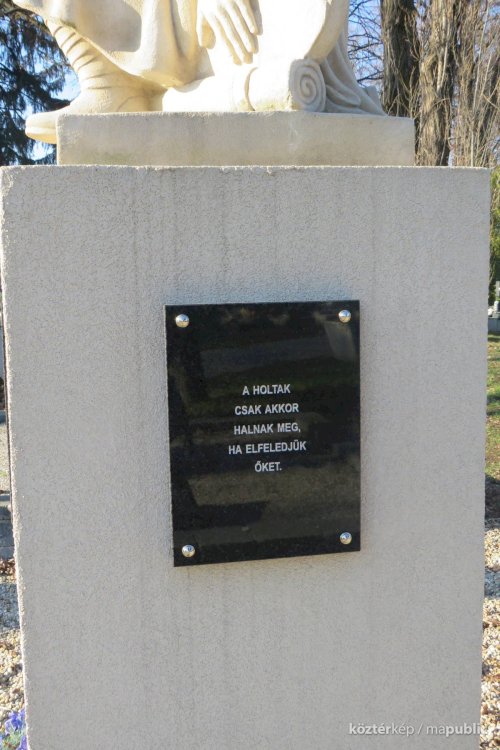 A HOLTAK
CSAK AKKOR
HALNAK MEG,
HA ELFELEDJÜK
ŐKET.
köztérkép / mapublic